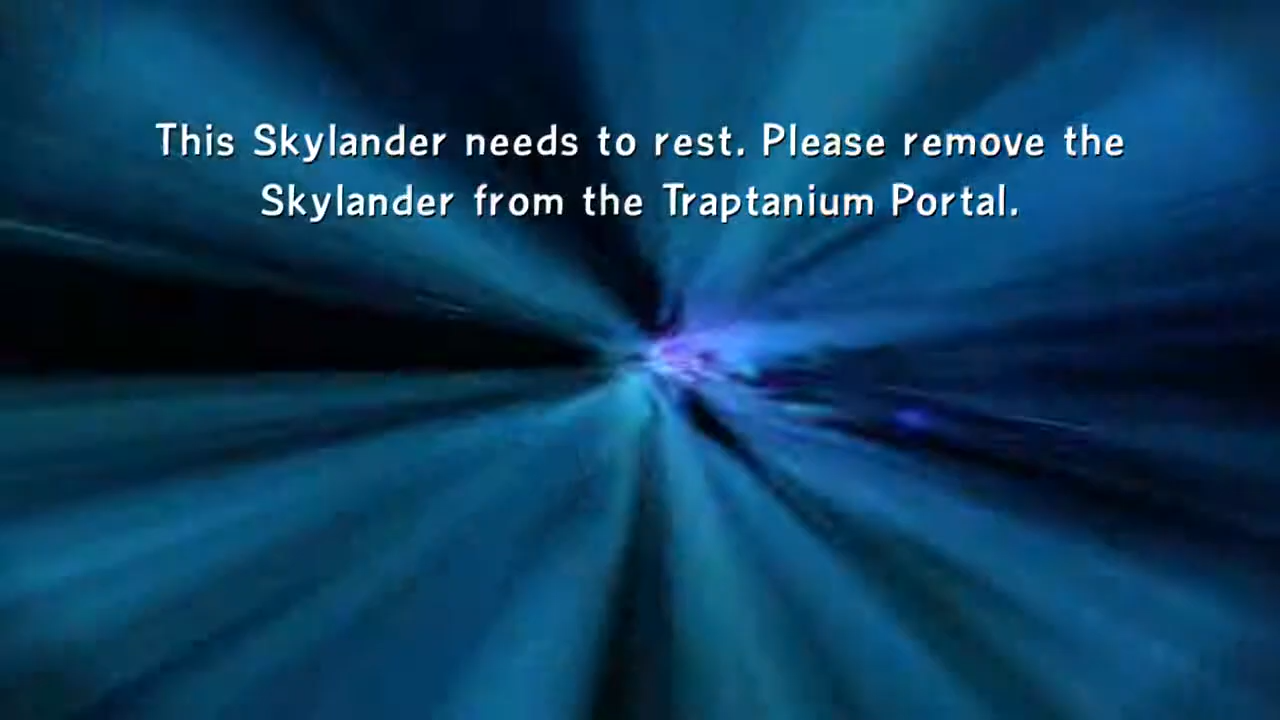 This Skylander needs to rest. Please remove the
Skylander from the Traptanium Portal.